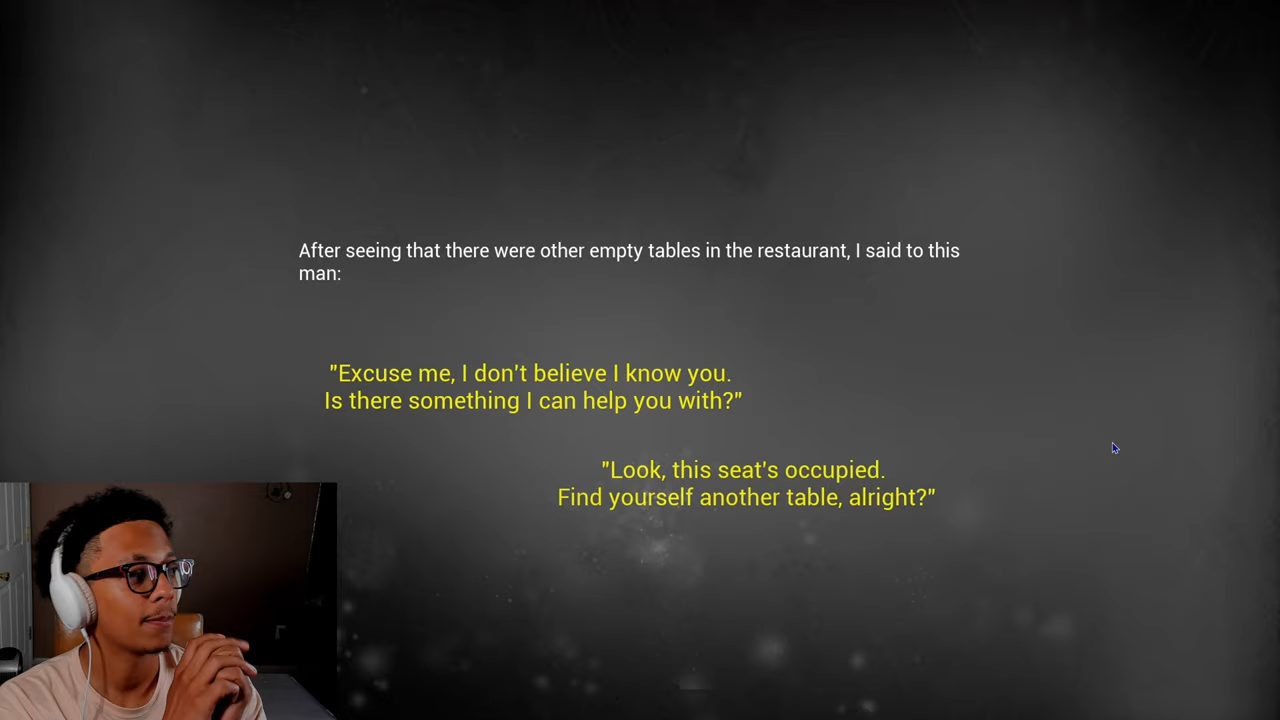 After seeing that there were other empty tables in the restaurant, I said to this
man:
"Excuse me, I don't believe I know you.
Is there something I can help you with?"
"Look, this seat's occupied.
Find yourself another table, alright?"